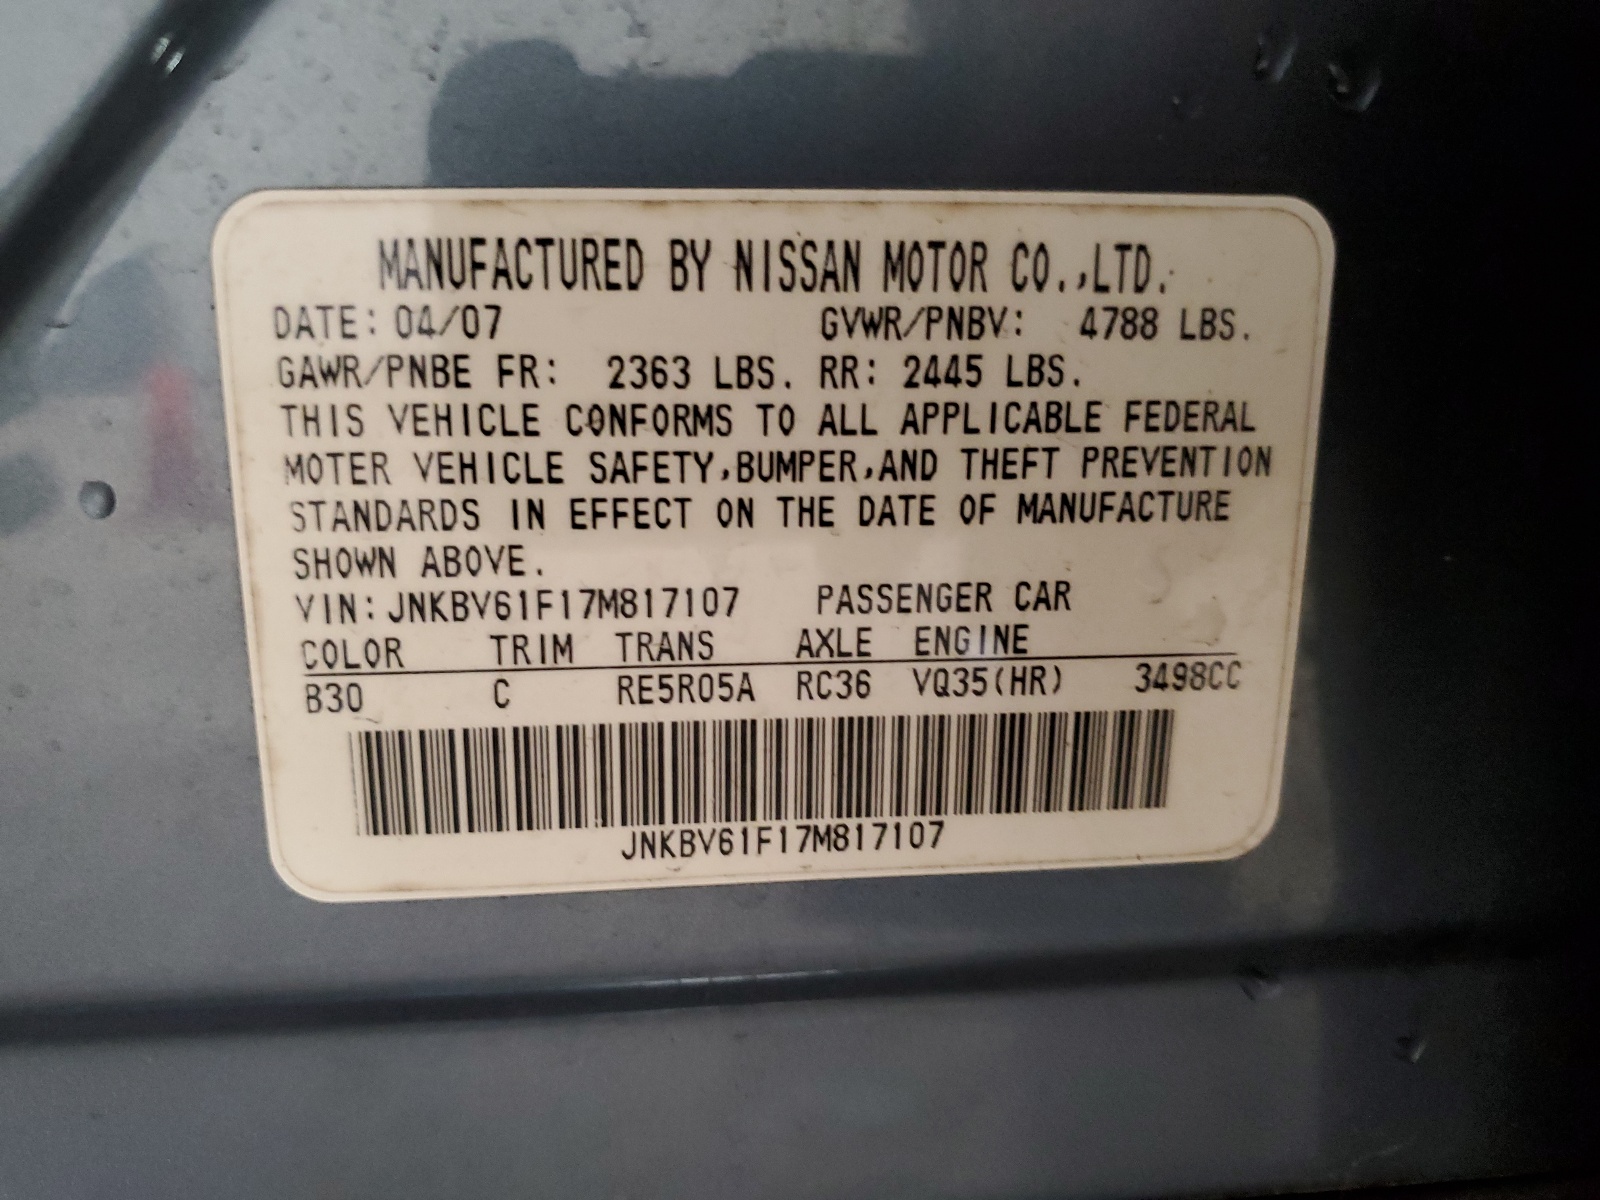 MANUFACTURED BY NISSAN MOTOR CO.,LTD.
DATE: 04/07 GVWR/PNBV: 4788 LBS.
GAWR/PNBE FR: 2363 LBS. RR: 2445 LBS.
THIS VEHICLE CONFORMS TO ALL APPLICABLE FEDERAL
MOTER VEHICLE SAFETY,BUMPER,AND THEFT PREVENTION
STANDARDS IN EFFECT ON THE DATE OF MANUFACTURE
SHOWN ABOVE.
VIN: JNKBV61F17M817107 PASSENGER CAR
COLOR TRIM TRANS AXLE ENGINE
B30 C RE5R05A RC36 VQ35(HR) 3498CC
JNKBV61F17M817107